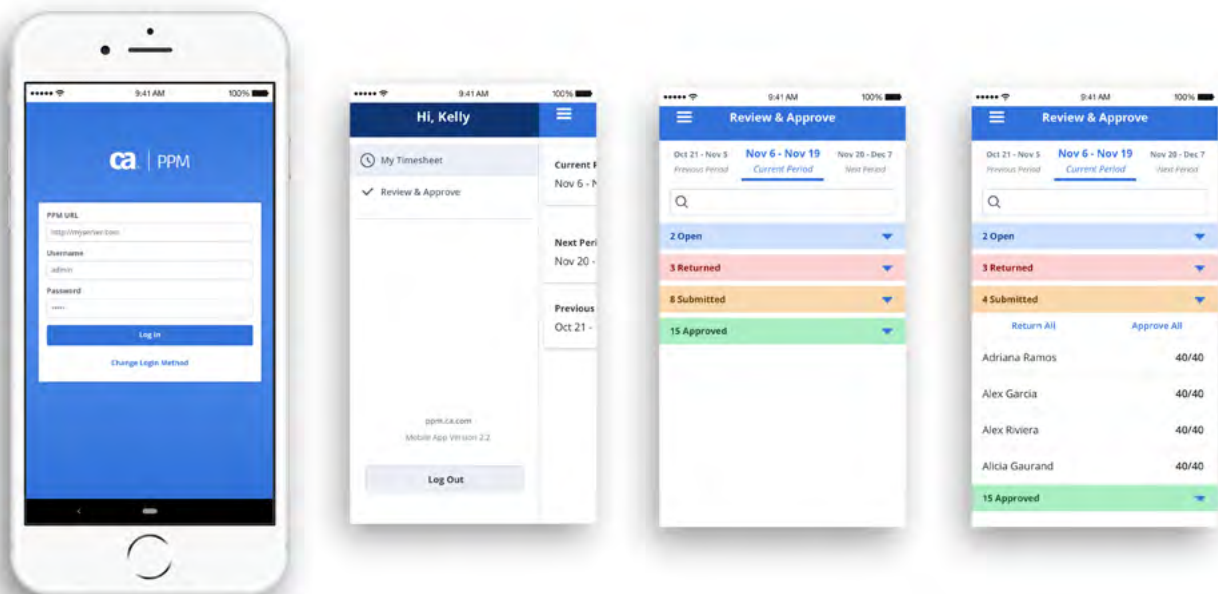 9:41 AM 100%
ca | PPM
PPM URL
http://myserver.com
Username
admin
Password
•••••
Log In
Change Login Method
9:41 AM 100%
Hi, Kelly
My Timesheet
Review & Approve
Current P
Nov 6 - N
Next Peri
Nov 20 -
Previous
Oct 21 -
ppm.ca.com
Mobile App Version 2.2
Log Out
9:41 AM 100%
Review & Approve
Oct 21 - Nov 5 Nov 6 - Nov 19 Nov 20 - Dec 7
Previous Period Current Period Next Period
2 Open
3 Returned
8 Submitted
15 Approved
9:41 AM 100%
Review & Approve
Oct 21 - Nov 5 Nov 6 - Nov 19 Nov 20 - Dec 7
Previous Period Current Period Next Period
2 Open
3 Returned
4 Submitted
Return All Approve All
Adriana Ramos 40/40
Alex Garcia 40/40
Alex Riviera 40/40
Alicia Gaurand 40/40
15 Approved